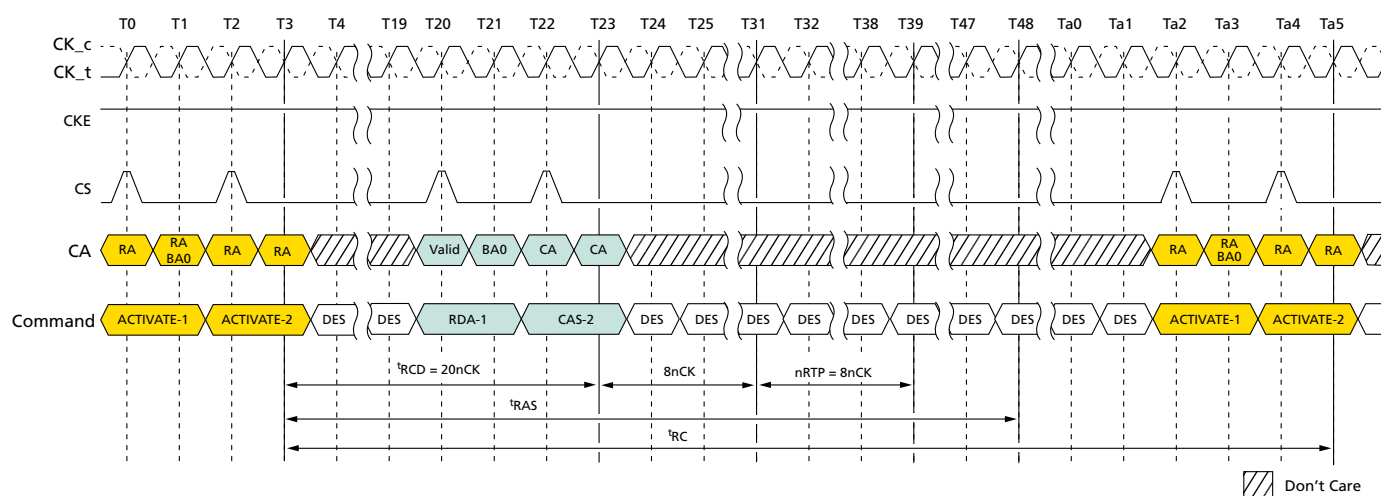 T0 T1 T2 T3 T4 T19 T20 T21 T22 T23 T24 T25 T31 T32 T38 T39 T47 T48 Ta0 Ta1 Ta2 Ta3 Ta4 Ta5
CK_c
CK_t
CKE
CS
CA RA RA BA0 RA RA Valid BA0 CA CA RA RA BA0 RA RA
Command ACTIVATE-1 ACTIVATE-2 DES DES RDA-1 CAS-2 DES DES DES DES DES DES DES DES DES DES ACTIVATE-1 ACTIVATE-2
tRCD = 20nCK 8nCK nRTP = 8nCK
tRAS
tRC
Don't Care